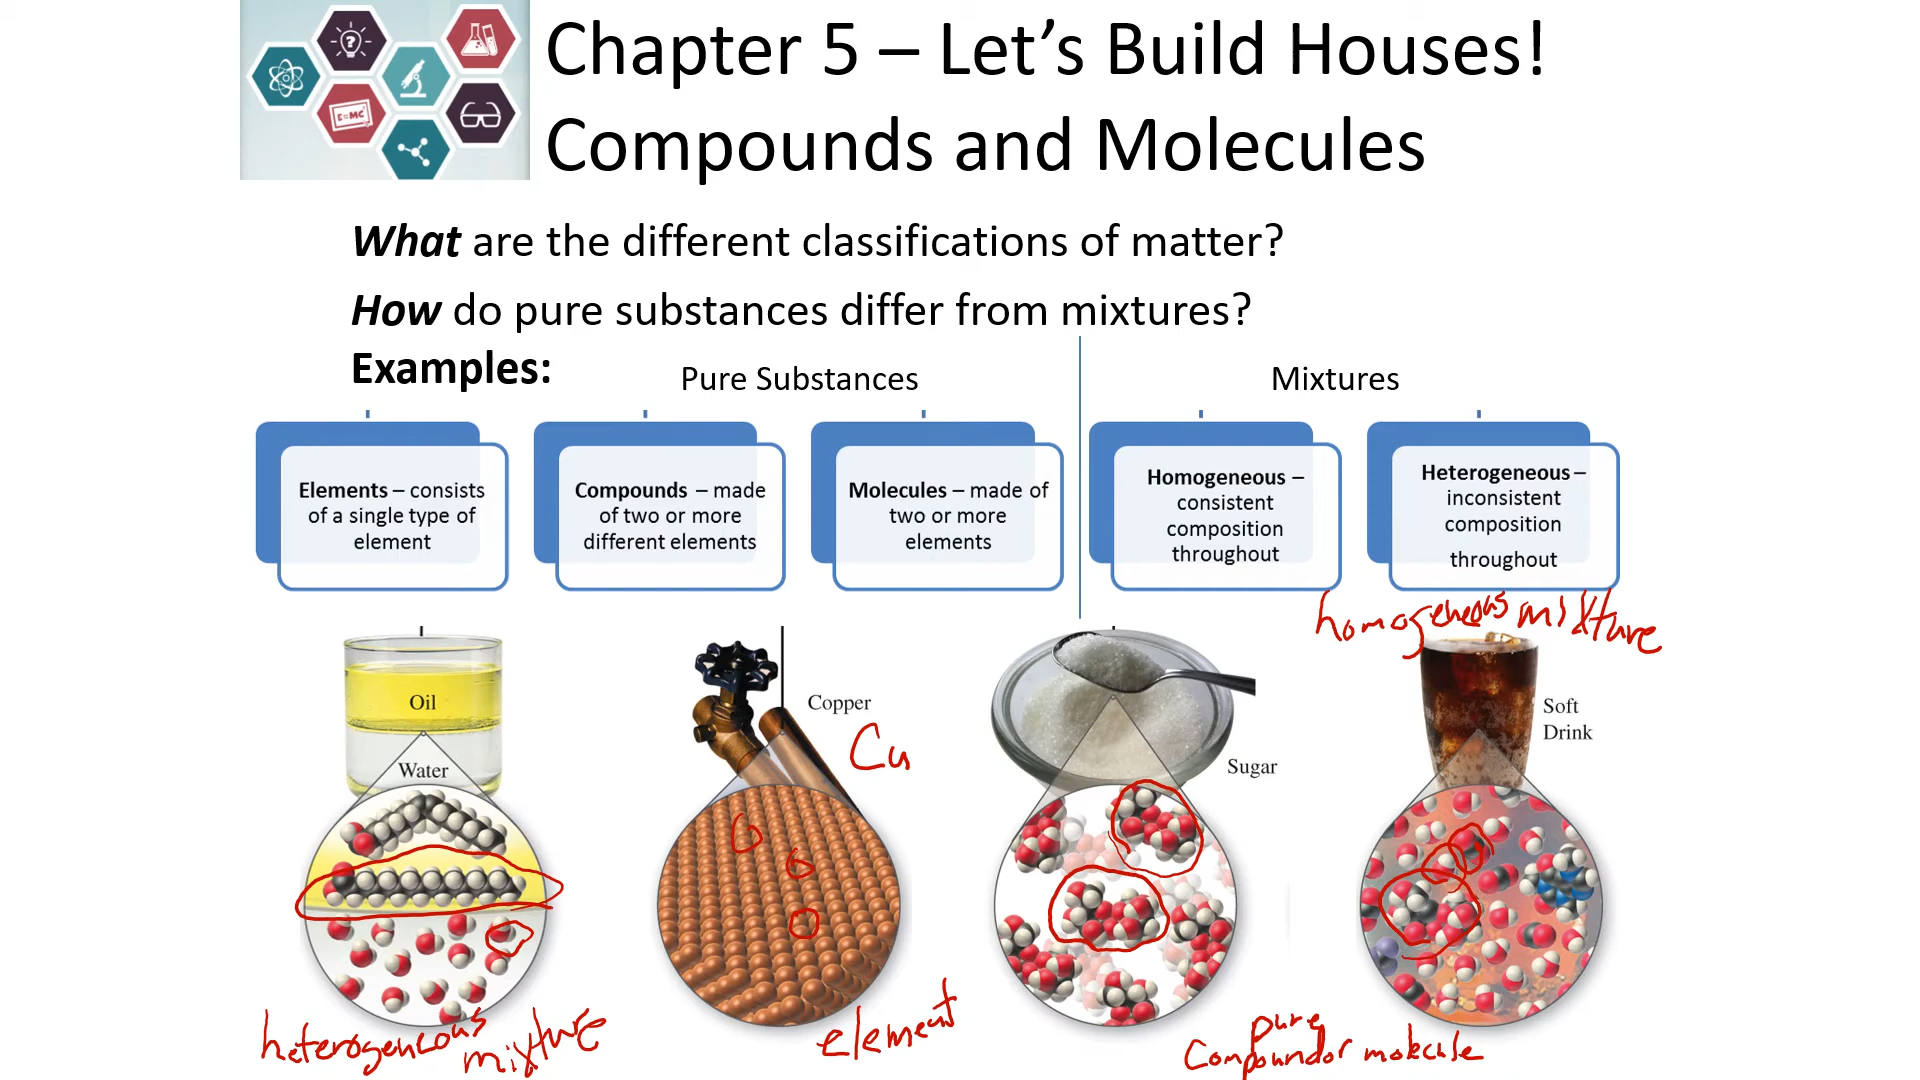 ?
E=MC²
Chapter 5 – Let's Build Houses!
Compounds and Molecules
What are the different classifications of matter?
How do pure substances differ from mixtures?
Examples:
Pure Substances
Mixtures
Elements – consists
of a single type of
element
Compounds – made
of two or more
different elements
Molecules – made of
two or more
elements
Homogeneous –
consistent
composition
throughout
Heterogeneous –
inconsistent
composition
throughout
homogeneous mixture
Oil
Water
Copper
Cu
Sugar
Soft
Drink
heterogeneous
mixture
element
pure
Compound or molecule